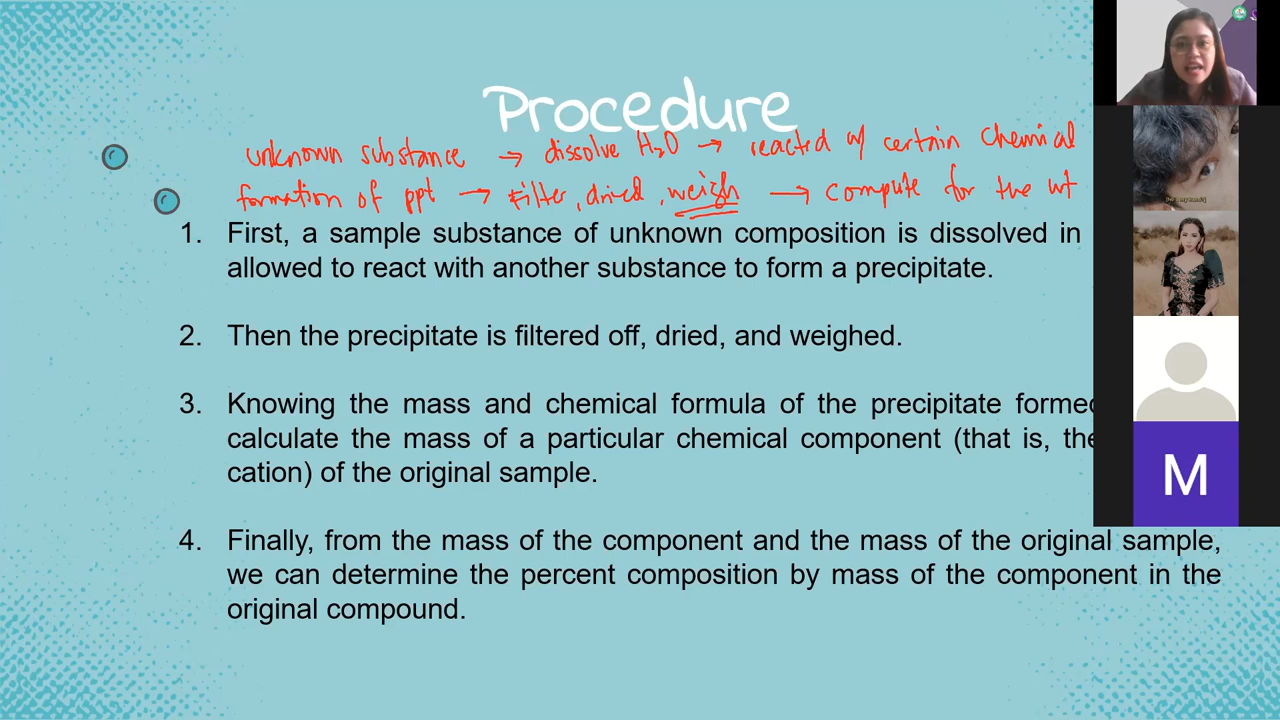 Procedure
unknown substance → dissolve H₂O → reacted w/ certain chemical
formation of ppt → Filter, dried, weigh → compute for the wt
1. First, a sample substance of unknown composition is dissolved in
allowed to react with another substance to form a precipitate.
2. Then the precipitate is filtered off, dried, and weighed.
3. Knowing the mass and chemical formula of the precipitate formed
calculate the mass of a particular chemical component (that is, the
cation) of the original sample.
4. Finally, from the mass of the component and the mass of the original sample,
we can determine the percent composition by mass of the component in the
original compound.
M